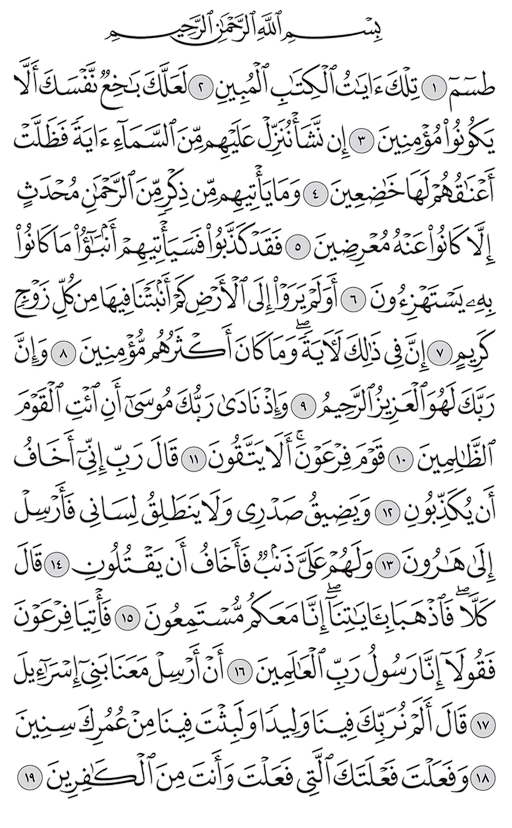 بِسْمِ ٱللَّهِ ٱلرَّحْمَٰنِ ٱلرَّحِيمِ
طسٓمٓ ١ تِلْكَ ءَايَٰتُ ٱلْكِتَٰبِ ٱلْمُبِينِ ٢ لَعَلَّكَ بَٰخِعٌ نَّفْسَكَ أَلَّا
يَكُونُوا۟ مُؤْمِنِينَ ٣ إِن نَّشَأْ نُنَزِّلْ عَلَيْهِم مِّنَ ٱلسَّمَآءِ ءَايَةً فَظَلَّتْ
أَعْنَٰقُهُمْ لَهَا خَٰضِعِينَ ٤ وَمَا يَأْتِيهِم مِّن ذِكْرٍ مِّنَ ٱلرَّحْمَٰنِ مُحْدَثٍ
إِلَّا كَانُوا۟ عَنْهُ مُعْرِضِينَ ٥ فَقَدْ كَذَّبُوا۟ فَسَيَأْتِيهِمْ أَنۢبَٰٓؤُا۟ مَا كَانُوا۟
بِهِۦ يَسْتَهْزِءُونَ ٦ أَوَلَمْ يَرَوْا۟ إِلَى ٱلْأَرْضِ كَمْ أَنۢبَتْنَا فِيهَا مِن كُلِّ زَوْجٍ
كَرِيمٍ ٧ إِنَّ فِى ذَٰلِكَ لَءَايَةً ۖ وَمَا كَانَ أَكْثَرُهُم مُّؤْمِنِينَ ٨ وَإِنَّ
رَبَّكَ لَهُوَ ٱلْعَزِيزُ ٱلرَّحِيمُ ٩ وَإِذْ نَادَىٰ رَبُّكَ مُوسَىٰٓ أَنِ ٱئْتِ ٱلْقَوْمَ
ٱلظَّٰلِمِينَ ١٠ قَوْمَ فِرْعَوْنَ ۚ أَلَا يَتَّقُونَ ١١ قَالَ رَبِّ إِنِّىٓ أَخَافُ
أَن يُكَذِّبُونِ ١٢ وَيَضِيقُ صَدْرِى وَلَا يَنطَلِقُ لِسَانِى فَأَرْسِلْ
إِلَىٰ هَٰرُونَ ١٣ وَلَهُمْ عَلَىَّ ذَنۢبٌ فَأَخَافُ أَن يَقْتُلُونِ ١٤ قَالَ
كَلَّا ۖ فَٱذْهَبَا بِـَٔايَٰتِنَآ ۖ إِنَّا مَعَكُم مُّسْتَمِعُونَ ١٥ فَأْتِيَا فِرْعَوْنَ
فَقُولَآ إِنَّا رَسُولُ رَبِّ ٱلْعَٰلَمِينَ ١٦ أَنْ أَرْسِلْ مَعَنَا بَنِىٓ إِسْرَٰٓءِيلَ
١٧ قَالَ أَلَمْ نُرَبِّكَ فِينَا وَلِيدًا وَلَبِثْتَ فِينَا مِنْ عُمُرِكَ سِنِينَ
١٨ وَفَعَلْتَ فَعْلَتَكَ ٱلَّتِى فَعَلْتَ وَأَنتَ مِنَ ٱلْكَٰفِرِينَ ١٩